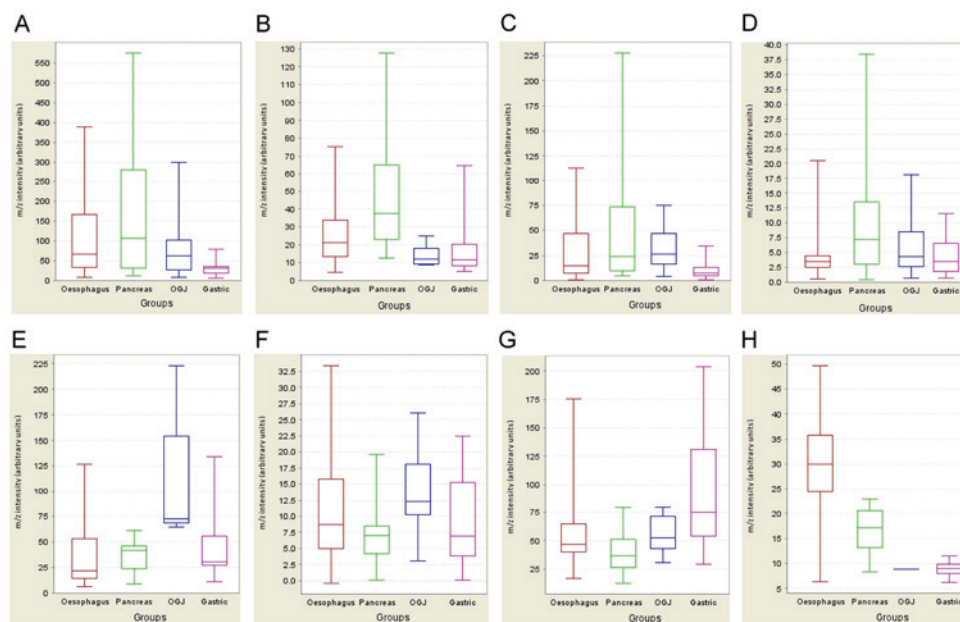 A
m/z intensity (arbitrary units)
550
500
450
400
350
300
250
200
150
100
50
0
Oesophagus Pancreas OGJ Gastric
Groups
B
m/z intensity (arbitrary units)
130
120
110
100
90
80
70
60
50
40
30
20
10
0
Oesophagus Pancreas OGJ Gastric
Groups
C
m/z intensity (arbitrary units)
225
200
175
150
125
100
75
50
25
0
Oesophagus Pancreas OGJ Gastric
Groups
D
m/z intensity (arbitrary units)
40.0
37.5
35.0
32.5
30.0
27.5
25.0
22.5
20.0
17.5
15.0
12.5
10.0
7.5
5.0
2.5
0.0
Oesophagus Pancreas OGJ Gastric
Groups
E
m/z intensity (arbitrary units)
225
200
175
150
125
100
75
50
25
0
Oesophagus Pancreas OGJ Gastric
Groups
F
m/z intensity (arbitrary units)
32.5
30.0
27.5
25.0
22.5
20.0
17.5
15.0
12.5
10.0
7.5
5.0
2.5
0.0
Oesophagus Pancreas OGJ Gastric
Groups
G
m/z intensity (arbitrary units)
200
175
150
125
100
75
50
25
Oesophagus Pancreas OGJ Gastric
Groups
H
m/z intensity (arbitrary units)
50
45
40
35
30
25
20
15
10
5
Oesophagus Pancreas OGJ Gastric
Groups